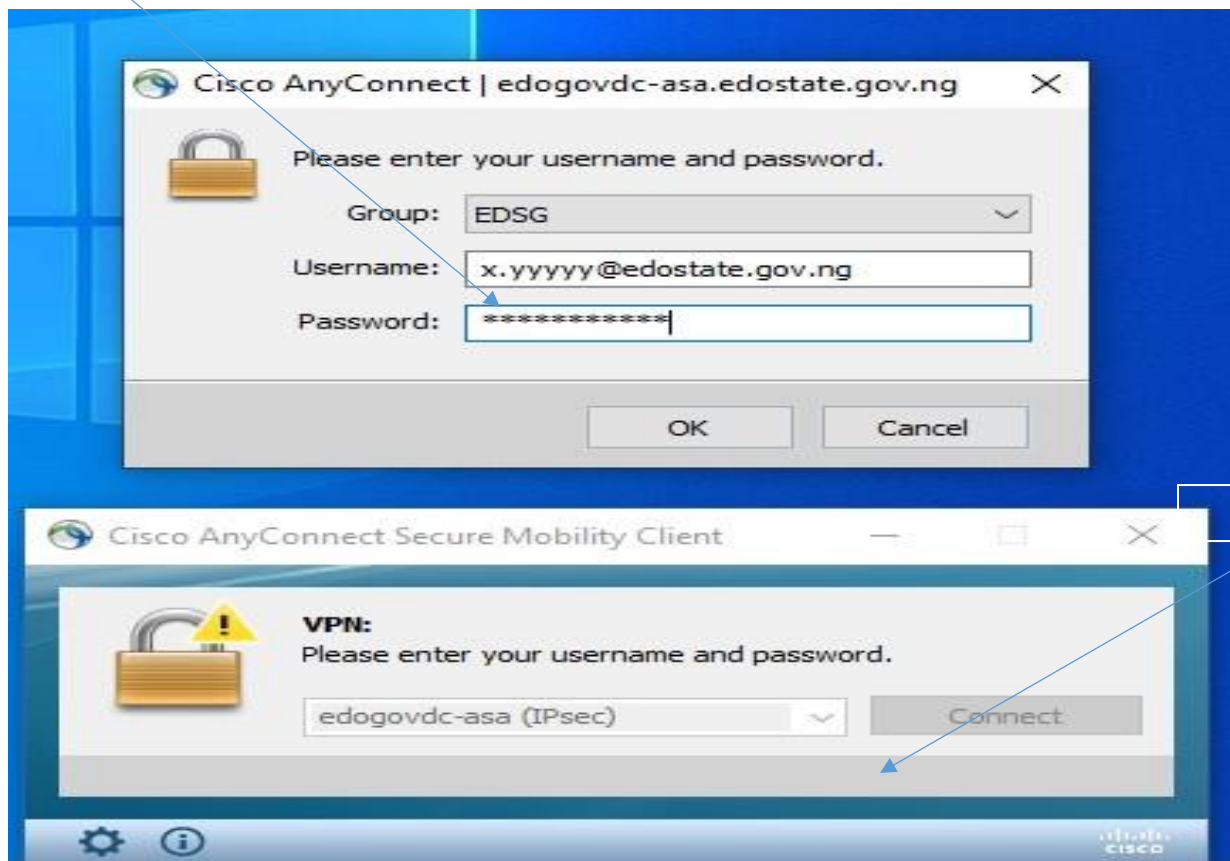 Cisco AnyConnect | edogovdc-asa.edostate.gov.ng
Please enter your username and password.
Group: EDSG
Username: x.yyyyy@edostate.gov.ng
Password: ***********
OK Cancel
Cisco AnyConnect Secure Mobility Client
VPN:
Please enter your username and password.
edogovdc-asa (IPsec) Connect
cisco